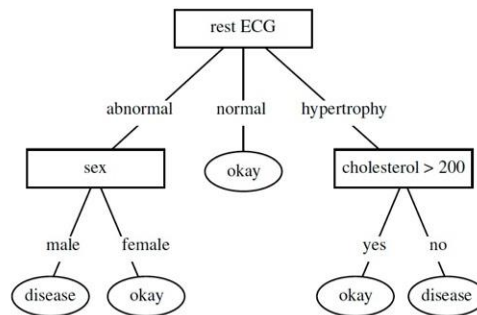 rest ECG
abnormal normal hypertrophy
sex okay cholesterol > 200
male female yes no
disease okay okay disease